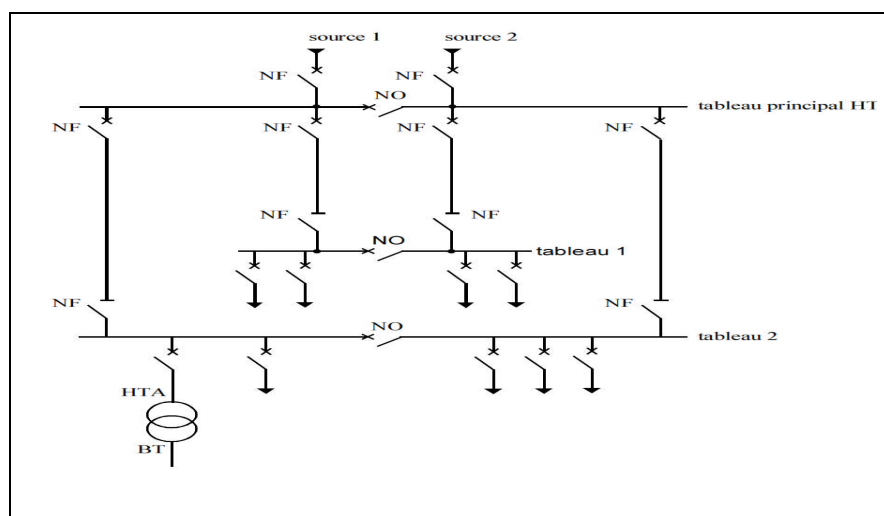 source 1 source 2
NF NF
NO
tableau principal HT
NF NF NF NF
NF NF
NO
tableau 1
NF NF
NO
tableau 2
HTA
BT